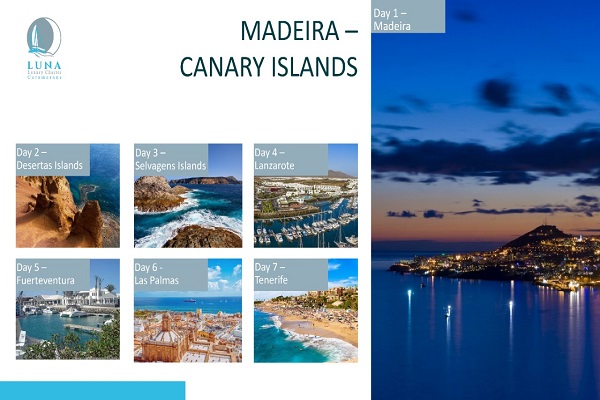 LUNA
Luxury Charter
Catamarans
MADEIRA –
CANARY ISLANDS
Day 1 –
Madeira
Day 2 –
Desertas Islands
Day 3 –
Selvagens Islands
Day 4 –
Lanzarote
Day 5 –
Fuerteventura
Day 6 -
Las Palmas
Day 7 –
Tenerife